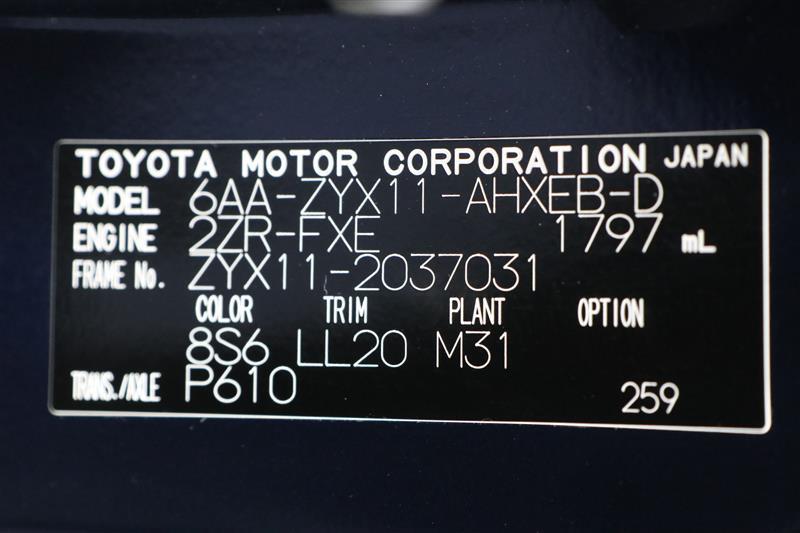 TOYOTA MOTOR CORPORATION JAPAN
MODEL 6AA-ZYX11-AHXEB-D
ENGINE 2ZR-FXE 1797 mL
FRAME No. ZYX11-2037031
COLOR TRIM PLANT OPTION
8S6 LL20 M31
TRANS./AXLE P610 259